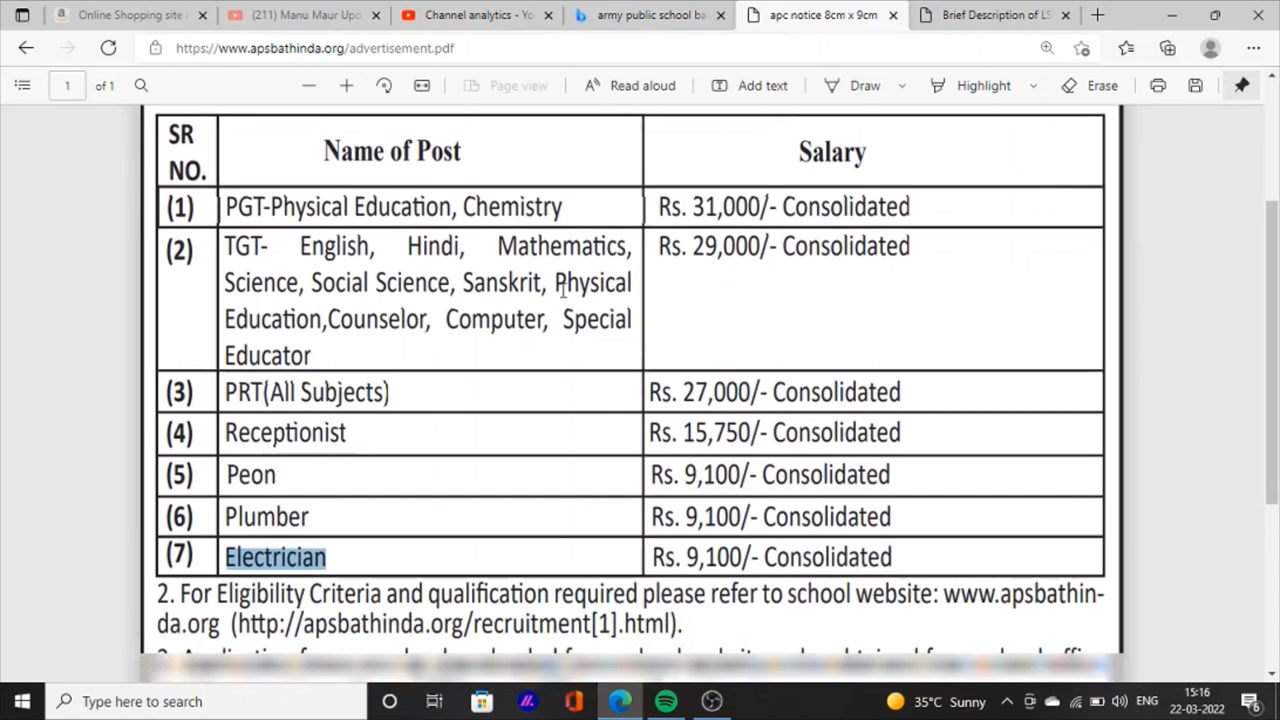 Online Shopping site
(211) Manu Maur Upd
Channel analytics - Yo
army public school ba
apc notice 8cm x 9cm
Brief Description of LS
https://www.apsbathinda.org/advertisement.pdf
1 of 1
Page view
Read aloud
Add text
Draw
Highlight
Erase
SR NO. Name of Post Salary
(1) PGT-Physical Education, Chemistry Rs. 31,000/- Consolidated
(2) TGT- English, Hindi, Mathematics, Rs. 29,000/- Consolidated
Science, Social Science, Sanskrit, Physical
Education,Counselor, Computer, Special
Educator
(3) PRT(All Subjects) Rs. 27,000/- Consolidated
(4) Receptionist Rs. 15,750/- Consolidated
(5) Peon Rs. 9,100/- Consolidated
(6) Plumber Rs. 9,100/- Consolidated
(7) Electrician Rs. 9,100/- Consolidated
2. For Eligibility Criteria and qualification required please refer to school website: www.apsbathin-
da.org (http://apsbathinda.org/recruitment[1].html).
Type here to search
35°C Sunny
ENG
15:16
22-03-2022
6